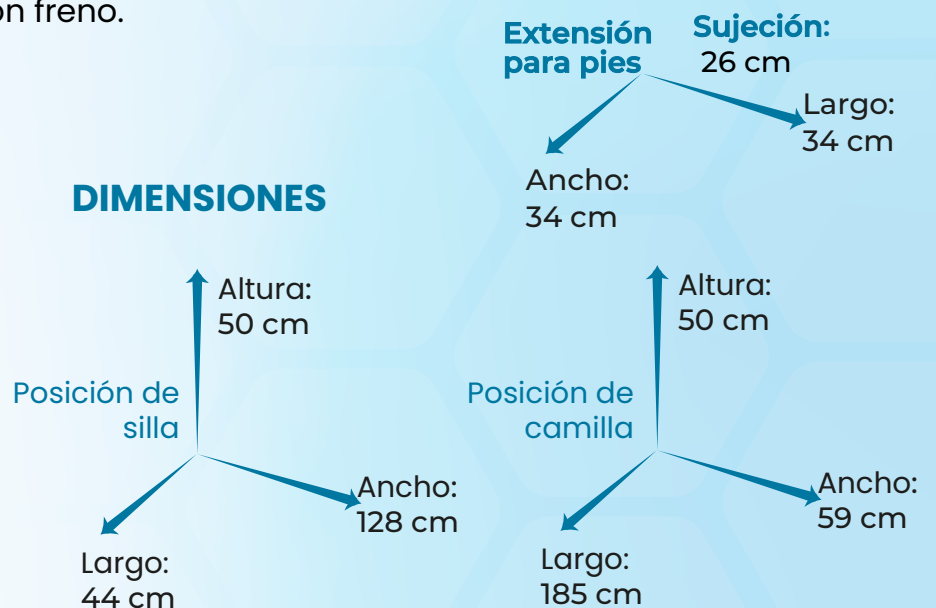 on freno.
Extensión
para pies
Sujeción:
26 cm
Largo:
34 cm
Ancho:
34 cm
DIMENSIONES
Altura:
50 cm
Posición de
silla
Ancho:
128 cm
Largo:
44 cm
Altura:
50 cm
Posición de
camilla
Ancho:
59 cm
Largo:
185 cm